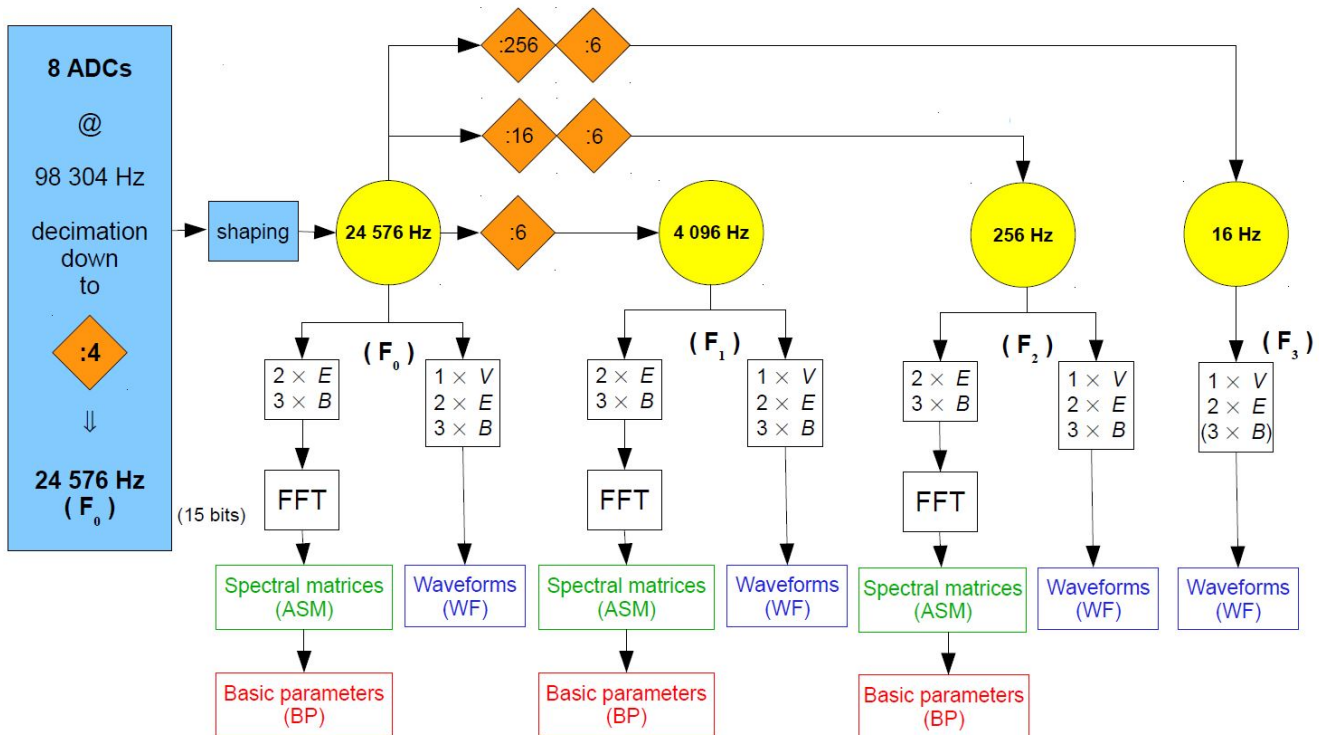 8 ADCs
@
98 304 Hz
decimation
down
to
:4
⇓
24 576 Hz
( F₀ )
(15 bits)
shaping
:256
:6
:16
:6
24 576 Hz
:6
4 096 Hz
256 Hz
16 Hz
( F₀ )
( F₁ )
( F₂ )
( F₃ )
2 × E
3 × B
1 × V
2 × E
3 × B
2 × E
3 × B
1 × V
2 × E
3 × B
2 × E
3 × B
1 × V
2 × E
3 × B
1 × V
2 × E
(3 × B)
FFT
FFT
FFT
Spectral matrices
(ASM)
Waveforms
(WF)
Spectral matrices
(ASM)
Waveforms
(WF)
Spectral matrices
(ASM)
Waveforms
(WF)
Waveforms
(WF)
Basic parameters
(BP)
Basic parameters
(BP)
Basic parameters
(BP)